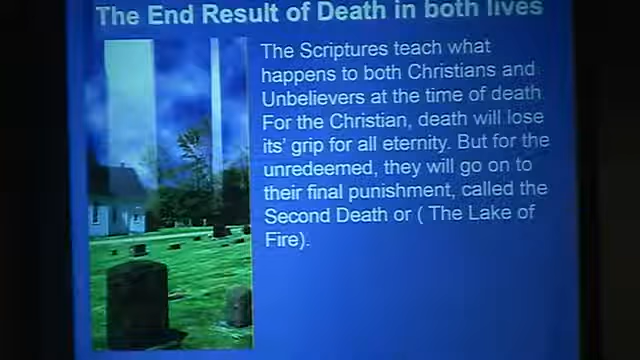 The End Result of Death in both lives
The Scriptures teach what
happens to both Christians and
Unbelievers at the time of death
For the Christian, death will lose
its' grip for all eternity. But for the
unredeemed, they will go on to
their final punishment, called the
Second Death or ( The Lake of
Fire).